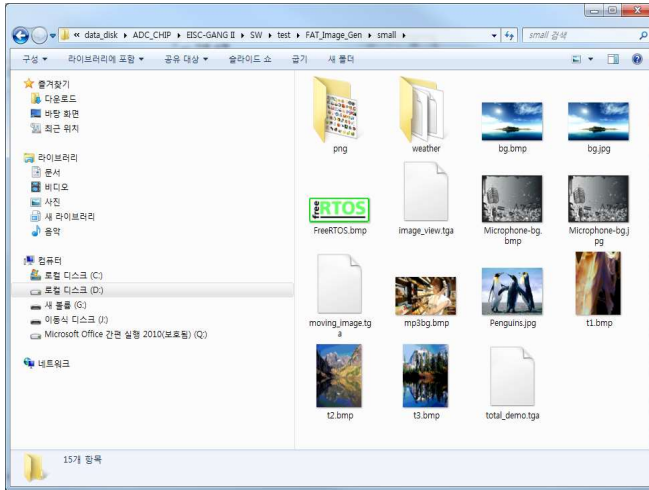 « data_disk ▸ ADC_CHIP ▸ EISC-GANG II ▸ SW ▸ test ▸ FAT_Image_Gen ▸ small ▸
small 검색
구성 ▾ 라이브러리에 포함 ▾ 공유 대상 ▾ 슬라이드 쇼 굽기 새 폴더
즐겨찾기
다운로드
바탕 화면
최근 위치
라이브러리
문서
비디오
사진
새 라이브러리
음악
컴퓨터
로컬 디스크 (C:)
로컬 디스크 (D:)
새 볼륨 (G:)
이동식 디스크 (J:)
Microsoft Office 간편 실행 2010(보호됨) (Q:)
네트워크
png
weather
bg.bmp
bg.jpg
freeRTOS
FreeRTOS.bmp
image_view.tga
Microphone-bg.
bmp
Microphone-bg.j
pg
moving_image.tg
a
mp3bg.bmp
Penguins.jpg
t1.bmp
t2.bmp
t3.bmp
total_demo.tga
15개 항목